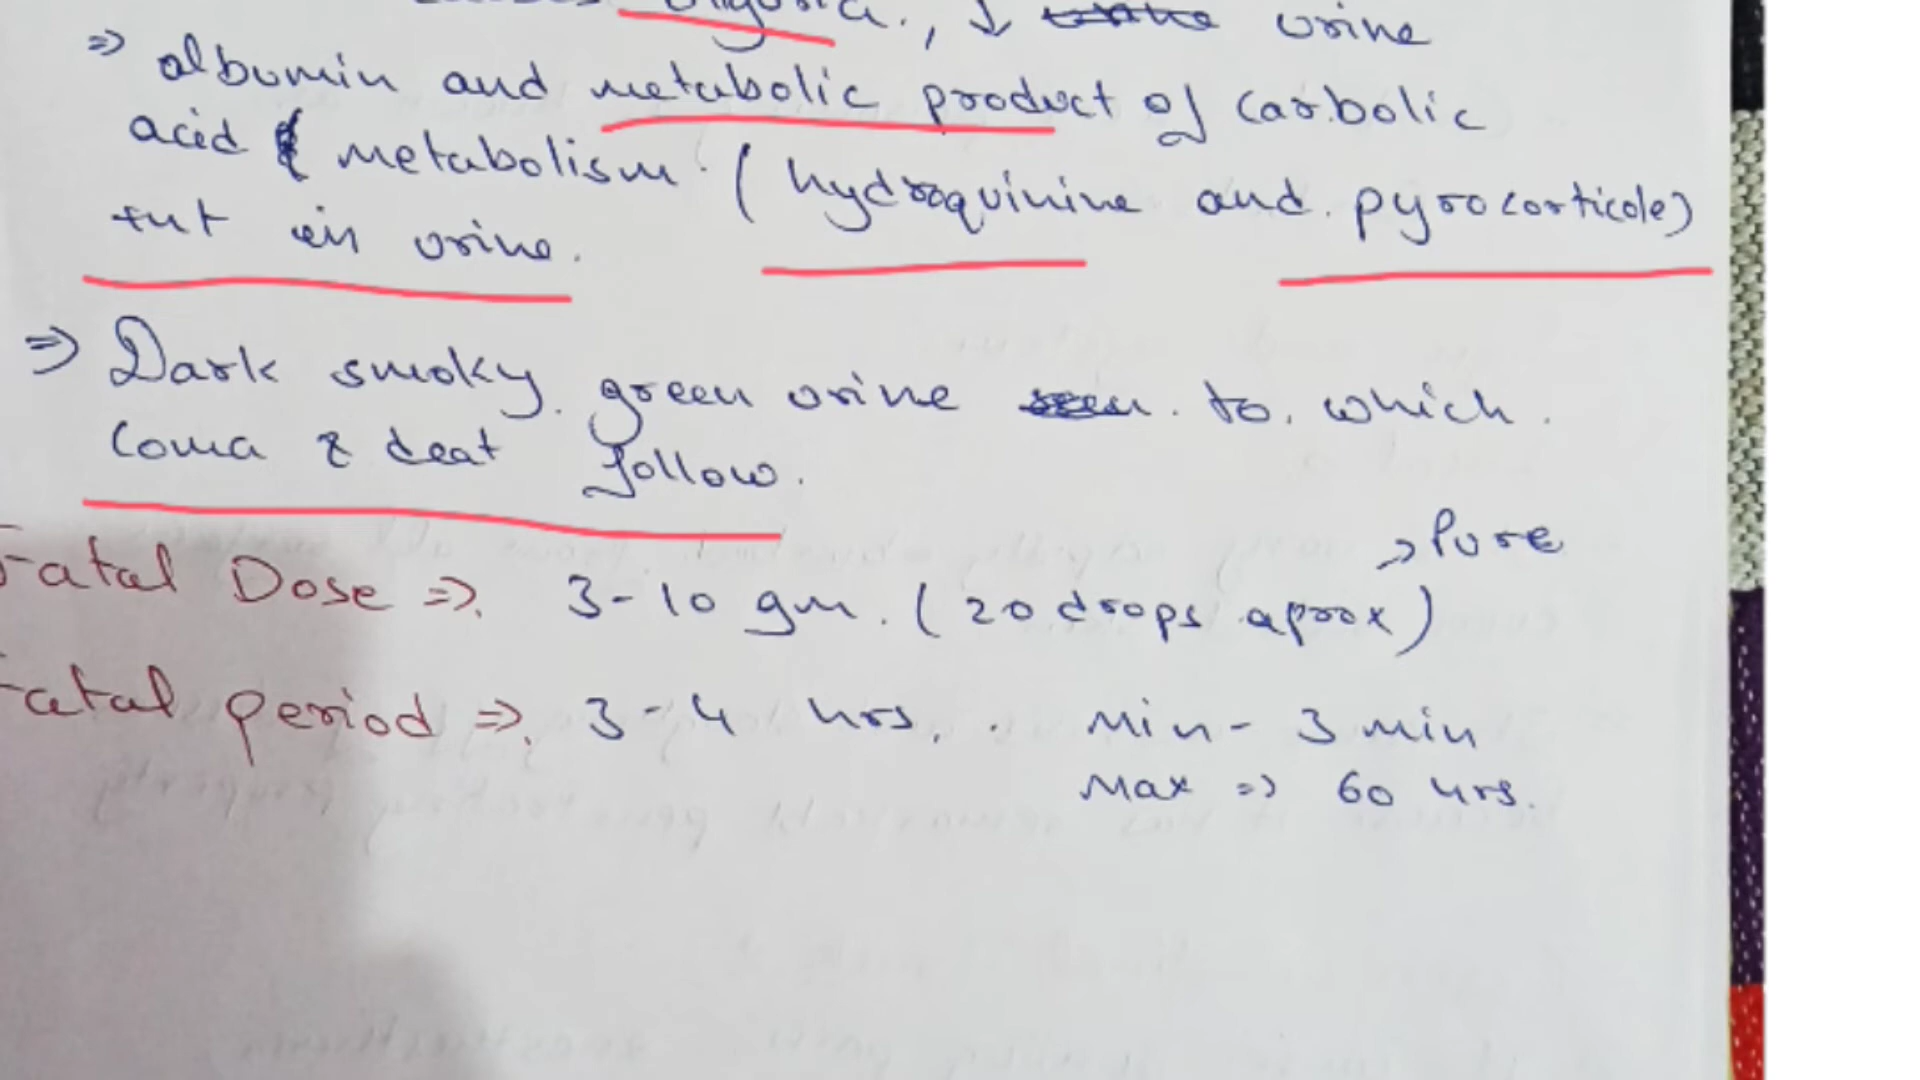 oliguria., ↓ urine
⇒ albumin and metabolic product of carbolic
acid metabolism. (hydroquinine and pyrocorticole)
in urine.
⇒ Dark smoky green urine to which
coma & deat follow.
Fatal Dose ⇒ 3-10 gm. (20 drops aprox) → Pure
Fatal period ⇒ 3-4 hrs. Min - 3 min
Max ⇒ 60 hrs.